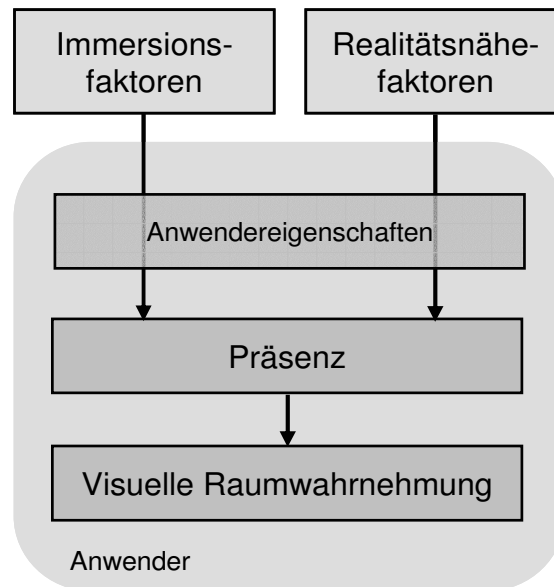 Immersions-
faktoren
Realitätsnähe-
faktoren
Anwendereigenschaften
Präsenz
Visuelle Raumwahrnehmung
Anwender